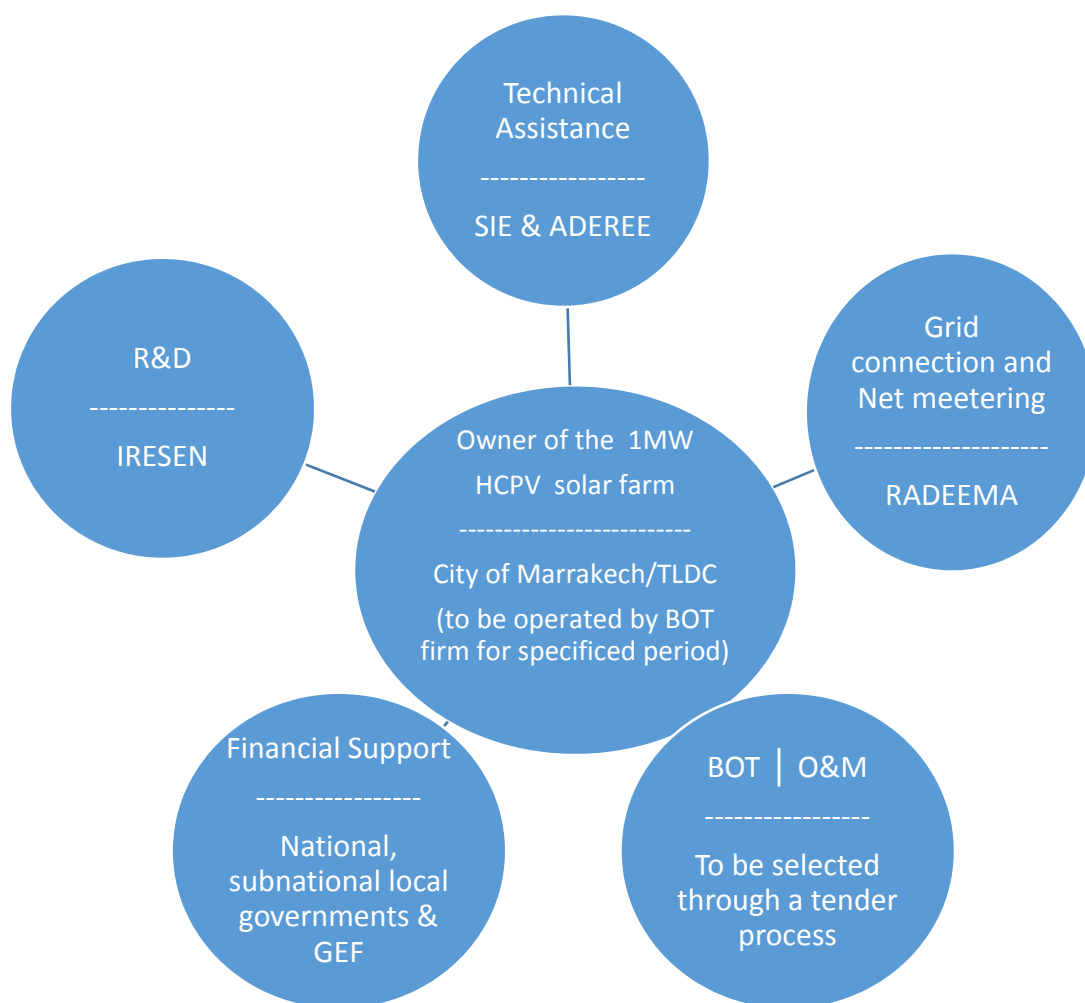 Technical
Assistance
------------------
SIE & ADEREE
R&D
----------------
IRESEN
Grid
connection and
Net meetering
---------------------
RADEEMA
Owner of the 1MW
HCPV solar farm
---------------------------
City of Marrakech/TLDC
(to be operated by BOT
firm for specificed period)
Financial Support
------------------
National,
subnational local
governments &
GEF
BOT | O&M
------------------
To be selected
through a tender
process